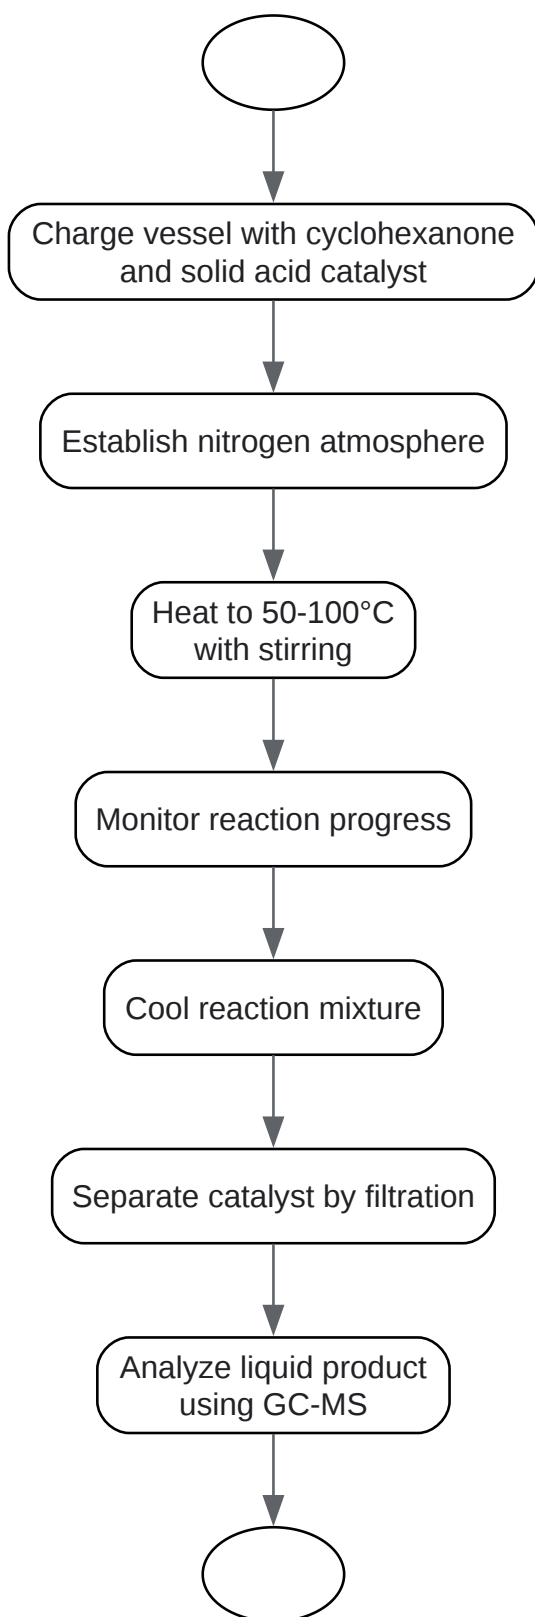 Charge vessel with cyclohexanone
and solid acid catalyst
Establish nitrogen atmosphere
Heat to 50-100°C
with stirring
Monitor reaction progress
Cool reaction mixture
Separate catalyst by filtration
Analyze liquid product
using GC-MS